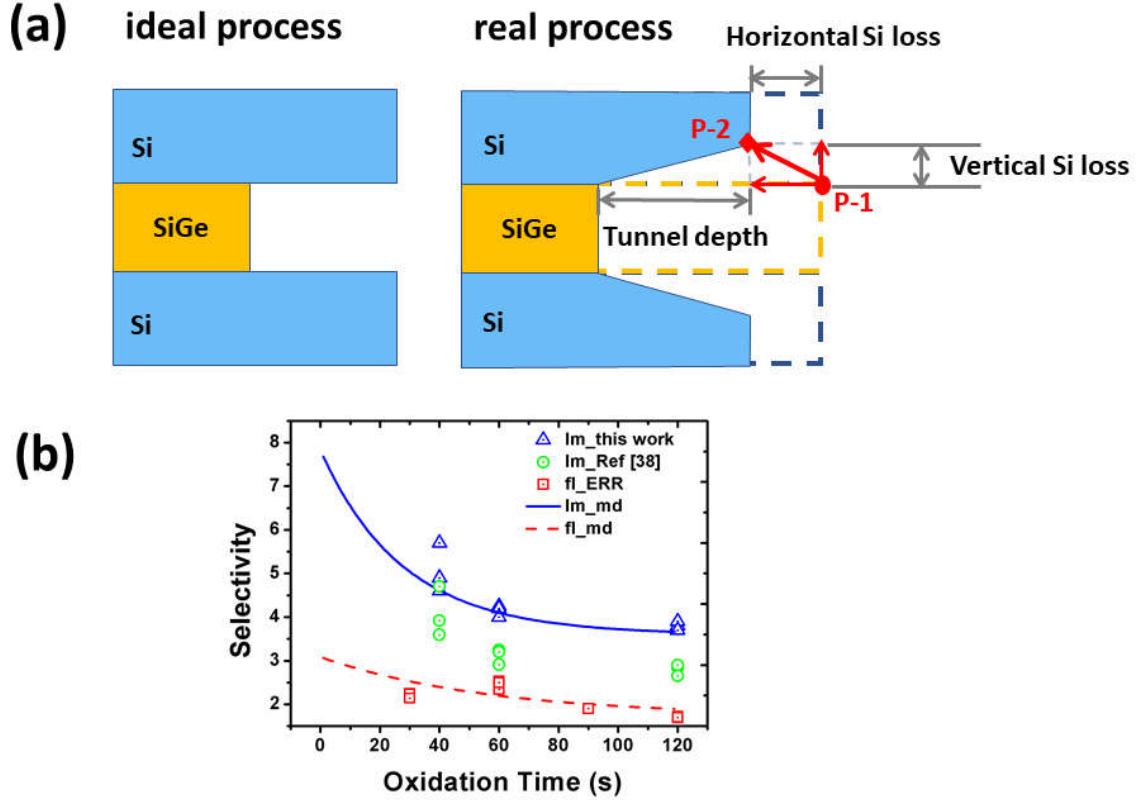 (a)
ideal process
real process
Horizontal Si loss
Si
SiGe
Si
Si
P-2
Vertical Si loss
P-1
SiGe
Tunnel depth
Si
(b)
Selectivity
8
7
6
5
4
3
2
lm_this work
lm_Ref [38]
fl_ERR
lm_md
fl_md
0 20 40 60 80 100 120
Oxidation Time (s)